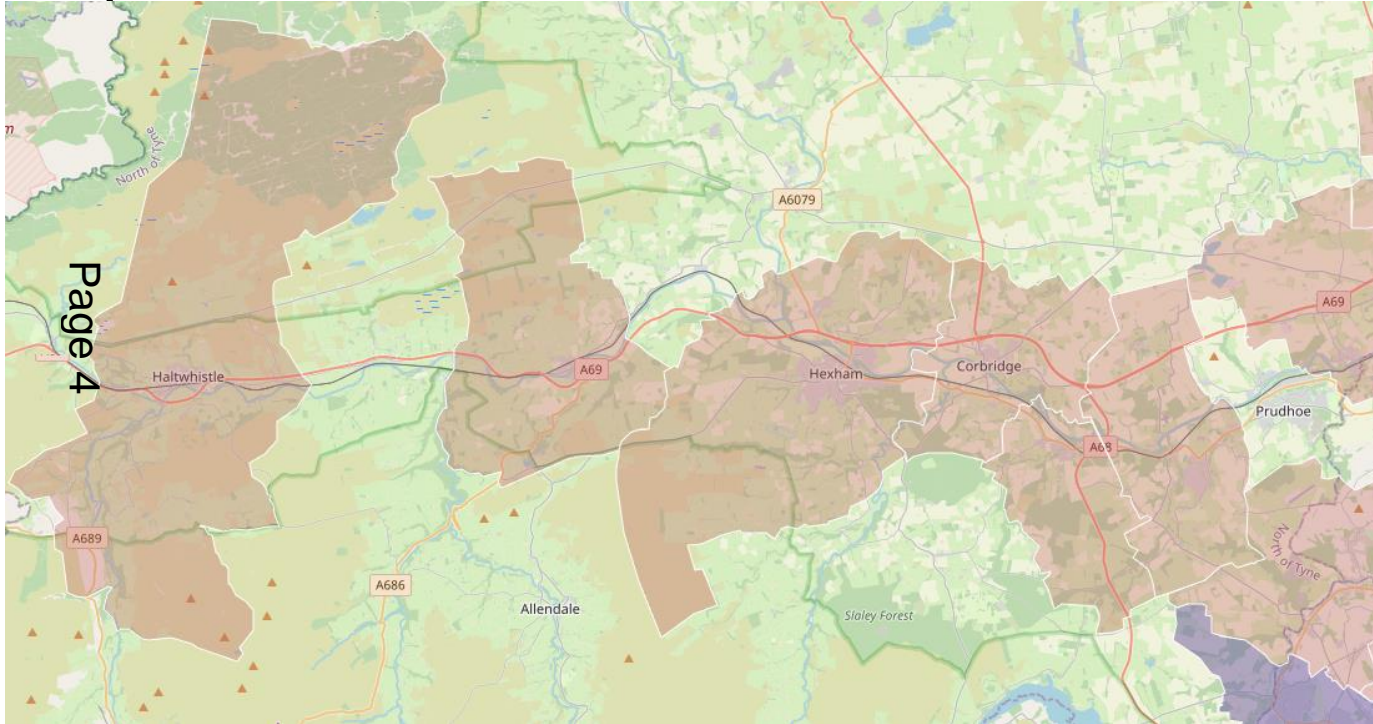 North of Tyne
Page 4
A6079
A69
Haltwhistle
A69
Hexham
Corbridge
Prudhoe
A68
A689
A686
Allendale
Slaley Forest
North of Tyne